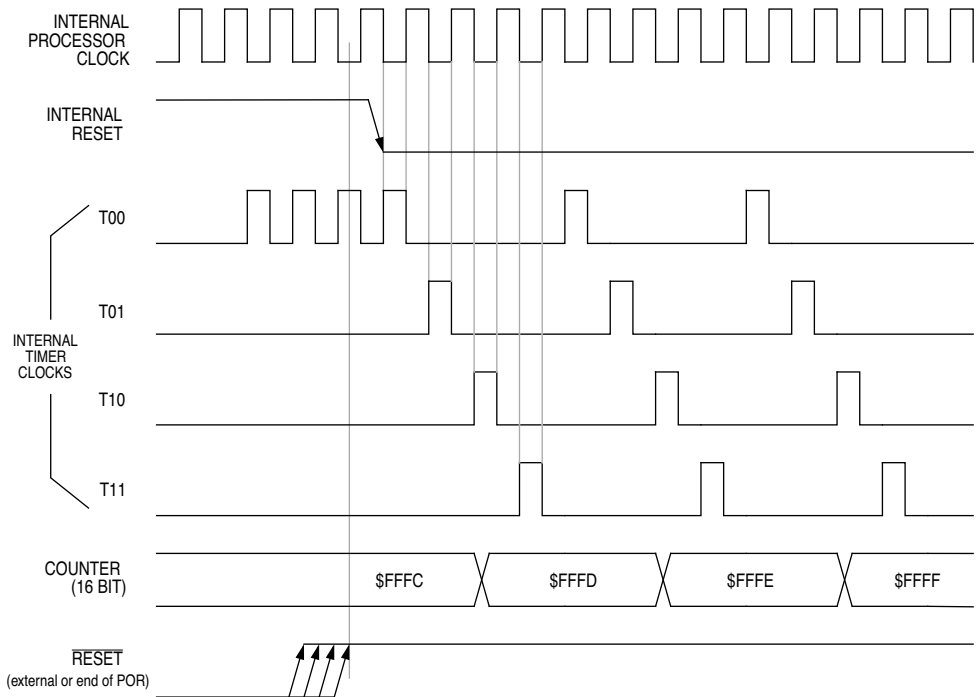 INTERNAL
PROCESSOR
CLOCK
INTERNAL
RESET
T00
T01
INTERNAL
TIMER
CLOCKS
T10
T11
COUNTER
(16 BIT)
$FFFC
$FFFD
$FFFE
$FFFF
RESET
(external or end of POR)